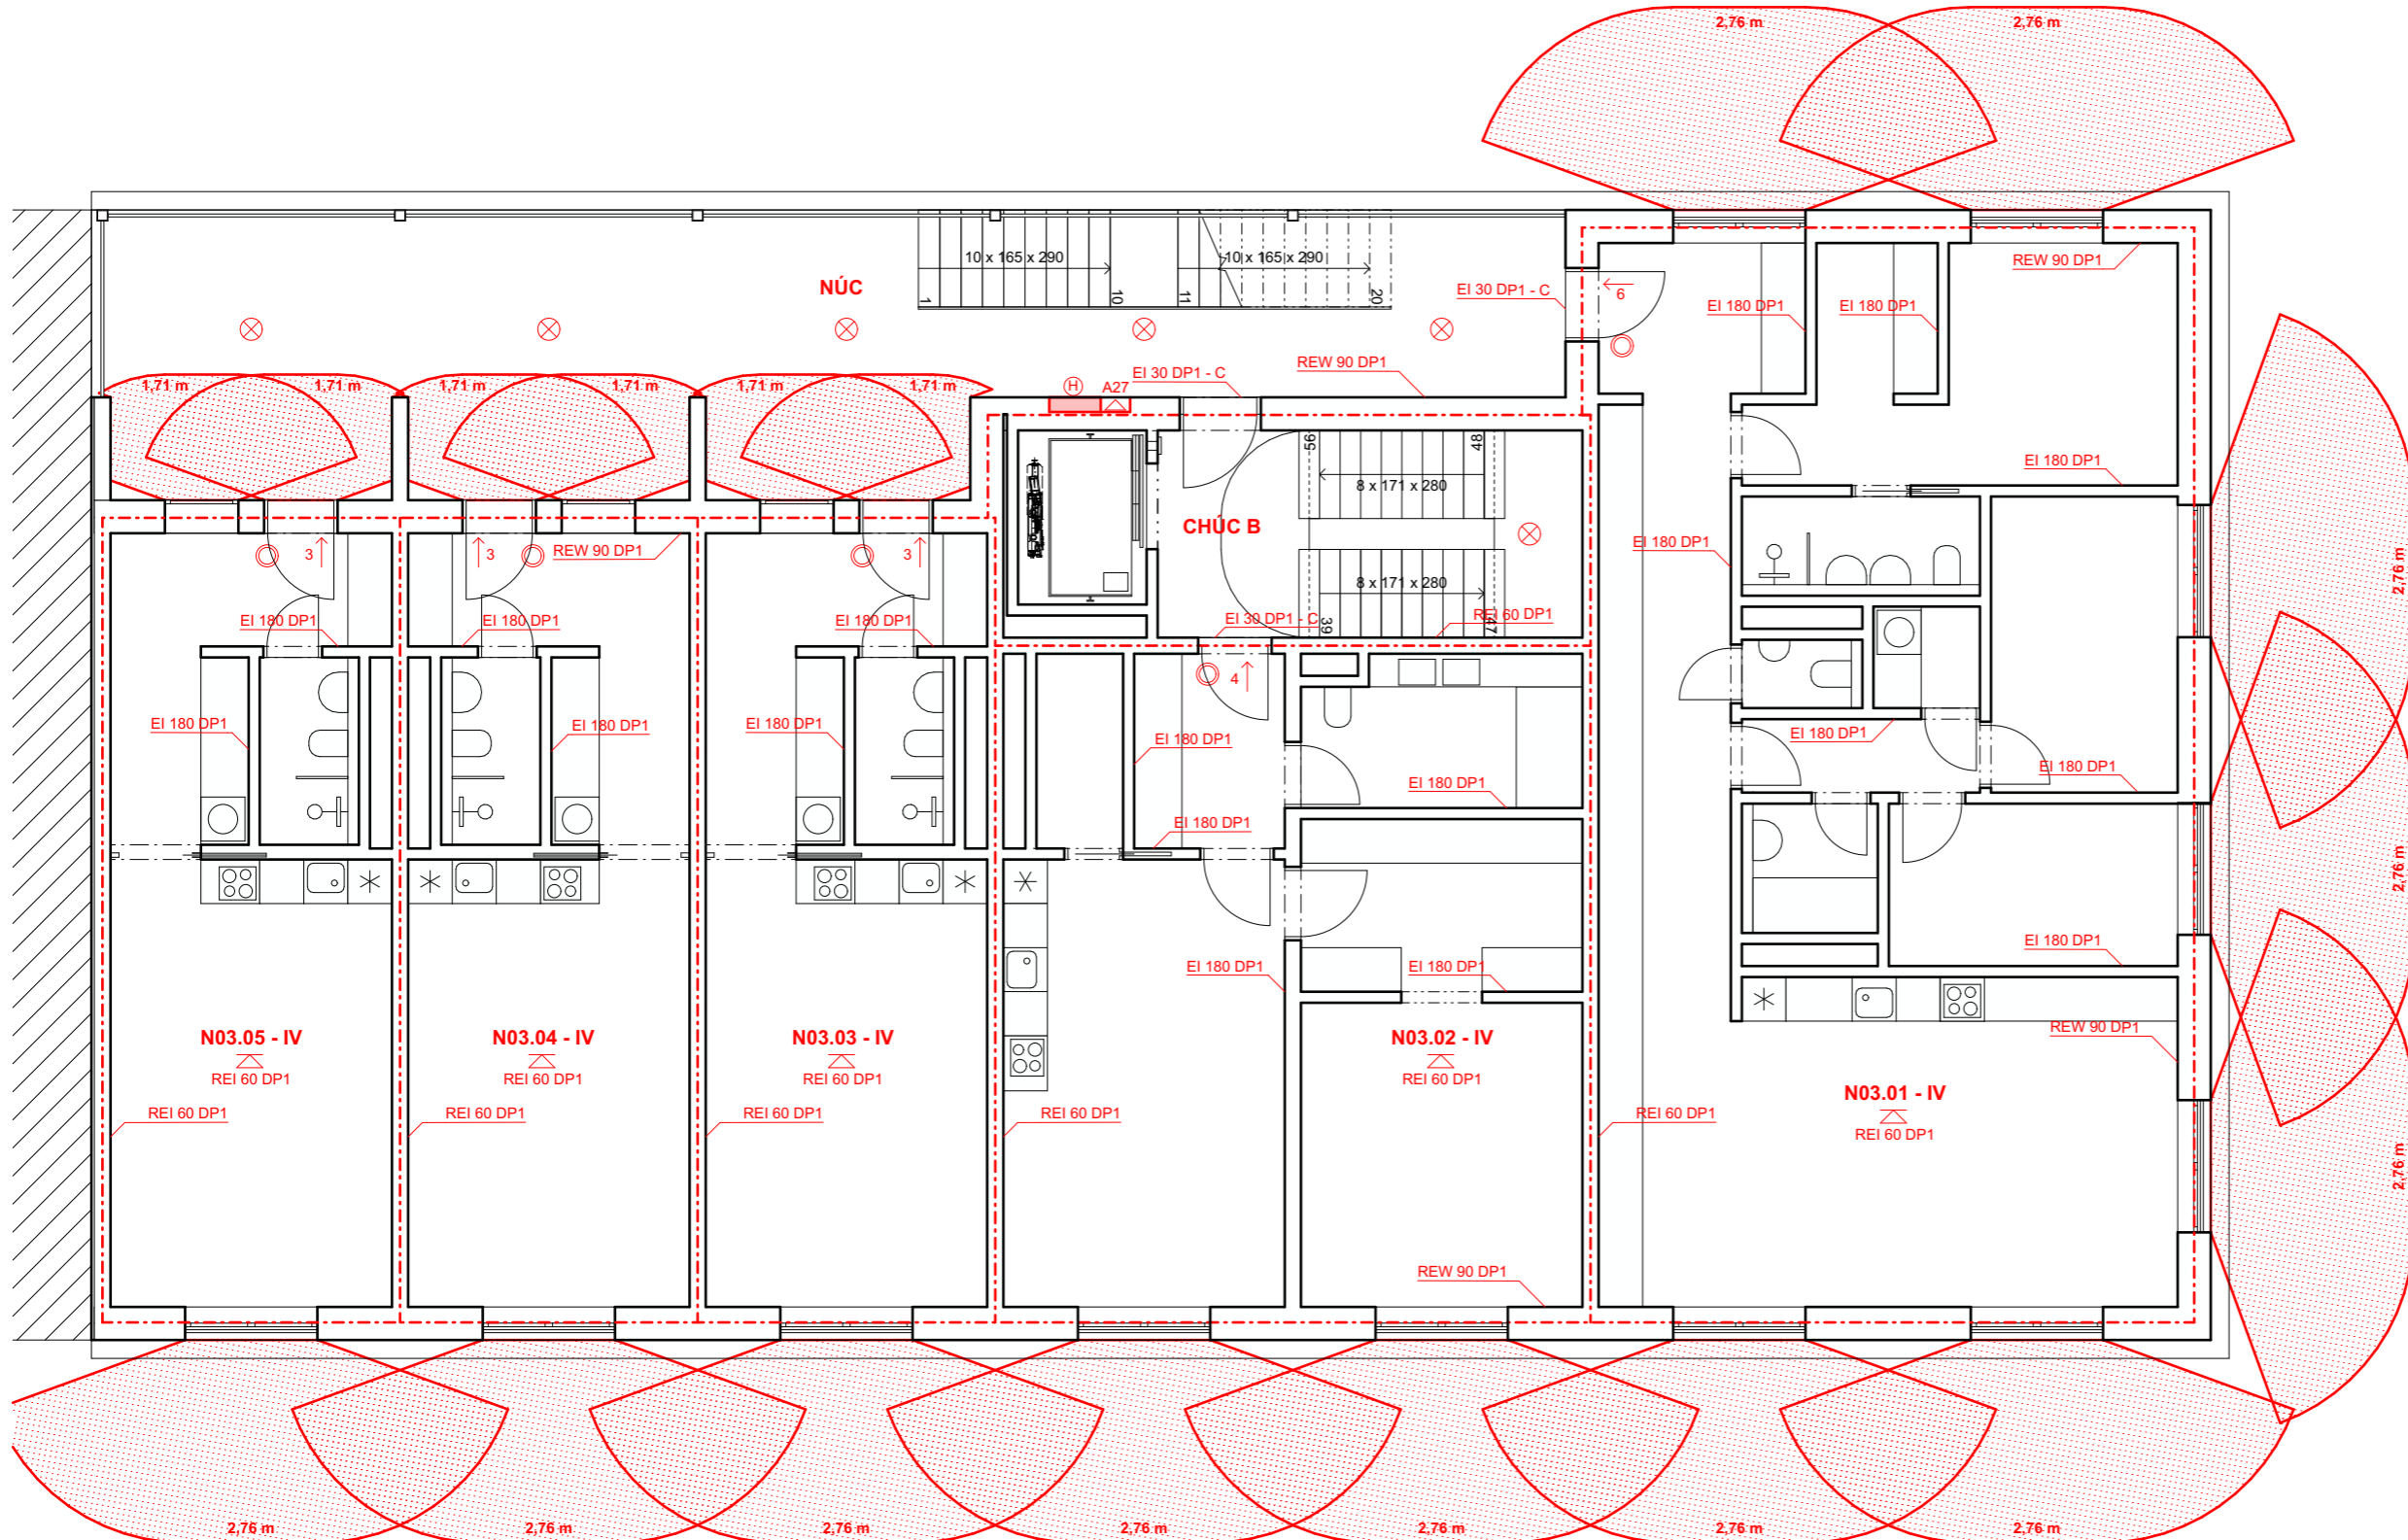 2,76 m
2,76 m
10 x 165 x 290
10 x 165 x 290
NÚC
1
10
11
20
EI 30 DP1 - C
6
REW 90 DP1
EI 180 DP1
EI 180 DP1
1,71 m
1,71 m
1,71 m
1,71 m
1,71 m
1,71 m
H
A27
EI 30 DP1 - C
REW 90 DP1
56
48
8 x 171 x 280
CHÚC B
8 x 171 x 280
39
47
EI 30 DP1 - C
REI 60 DP1
EI 180 DP1
EI 180 DP1
2,76 m
3
3
REW 90 DP1
3
EI 180 DP1
EI 180 DP1
EI 180 DP1
4
EI 180 DP1
EI 180 DP1
EI 180 DP1
EI 180 DP1
EI 180 DP1
EI 180 DP1
EI 180 DP1
EI 180 DP1
2,76 m
EI 180 DP1
EI 180 DP1
EI 180 DP1
EI 180 DP1
N03.05 - IV
REI 60 DP1
N03.04 - IV
REI 60 DP1
N03.03 - IV
REI 60 DP1
N03.02 - IV
REI 60 DP1
REW 90 DP1
N03.01 - IV
REI 60 DP1
REI 60 DP1
REI 60 DP1
REI 60 DP1
REI 60 DP1
REI 60 DP1
2,76 m
REW 90 DP1
2,76 m
2,76 m
2,76 m
2,76 m
2,76 m
2,76 m
2,76 m